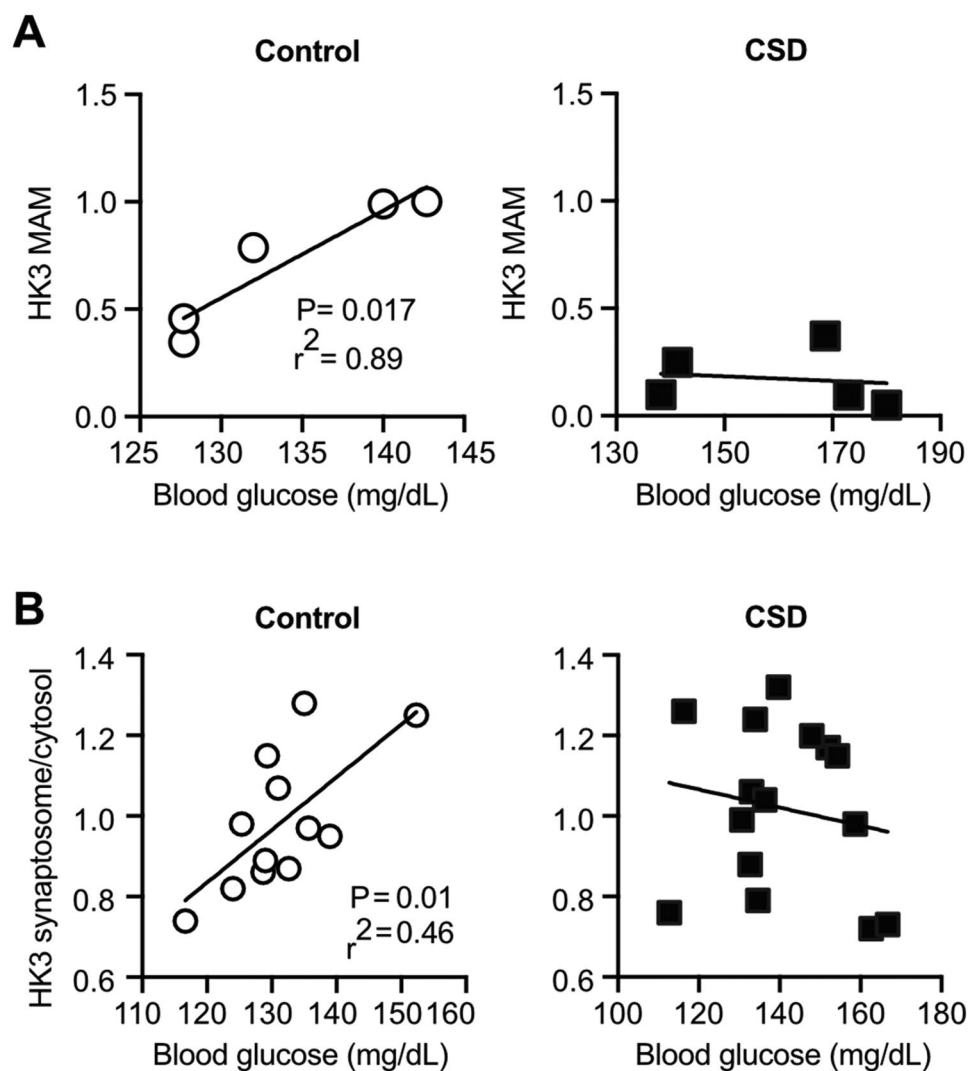 A
Control
CSD
1.5
1.0
0.5
0.0
HK3 MAM
P= 0.017
r2 = 0.89
125 130 135 140 145
Blood glucose (mg/dL)
1.5
1.0
0.5
0.0
HK3 MAM
130 150 170 190
Blood glucose (mg/dL)
B
Control
CSD
1.4
1.2
1.0
0.8
0.6
HK3 synaptosome/cytosol
P= 0.01
r2=0.46
110 120 130 140 150 160
Blood glucose (mg/dL)
1.4
1.2
1.0
0.8
0.6
100 120 140 160 180
Blood glucose (mg/dL)